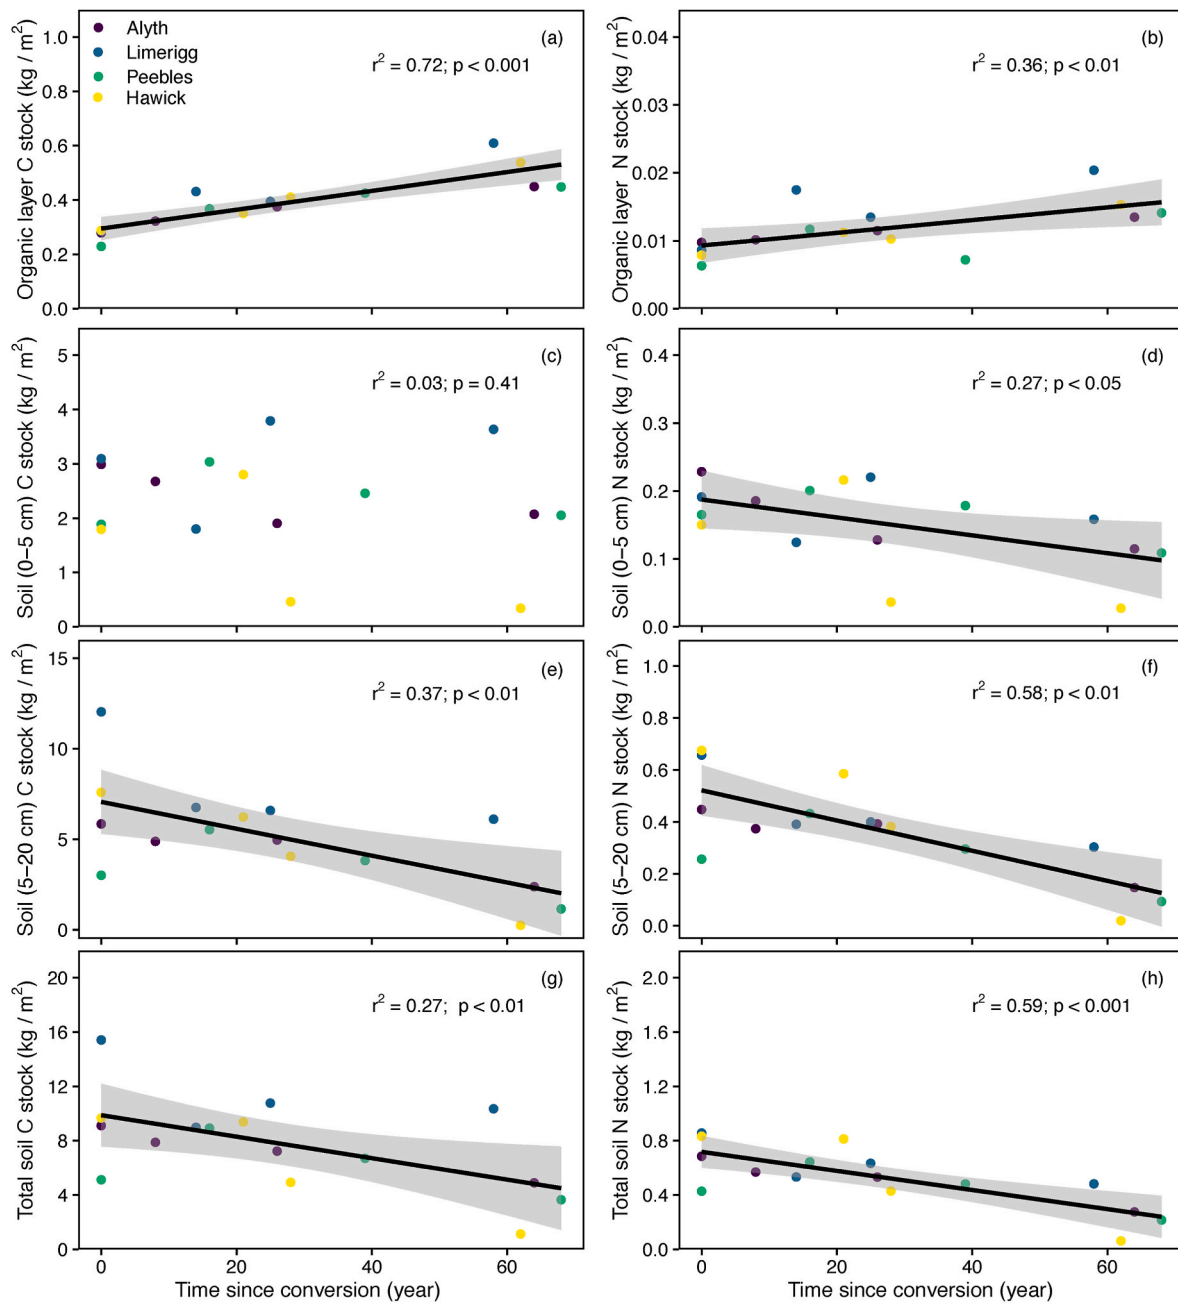 Organic layer C stock (kg / m²)
1.0
0.8
0.6
0.4
0.2
0.0
Alyth
Limerigg
Peebles
Hawick
(a)
r² = 0.72; p < 0.001
Organic layer N stock (kg / m²)
0.04
0.03
0.02
0.01
0.00
(b)
r² = 0.36; p < 0.01
Soil (0–5 cm) C stock (kg / m²)
5
4
3
2
1
0
(c)
r² = 0.03; p = 0.41
Soil (0–5 cm) N stock (kg / m²)
0.4
0.3
0.2
0.1
0.0
(d)
r² = 0.27; p < 0.05
Soil (5–20 cm) C stock (kg / m²)
15
10
5
0
(e)
r² = 0.37; p < 0.01
Soil (5–20 cm) N stock (kg / m²)
1.0
0.8
0.6
0.4
0.2
0.0
(f)
r² = 0.58; p < 0.01
Total soil C stock (kg / m²)
20
16
12
8
4
0
(g)
r² = 0.27; p < 0.01
0 20 40 60
Time since conversion (year)
Total soil N stock (kg / m²)
2.0
1.6
1.2
0.8
0.4
0.0
(h)
r² = 0.59; p < 0.001
0 20 40 60
Time since conversion (year)